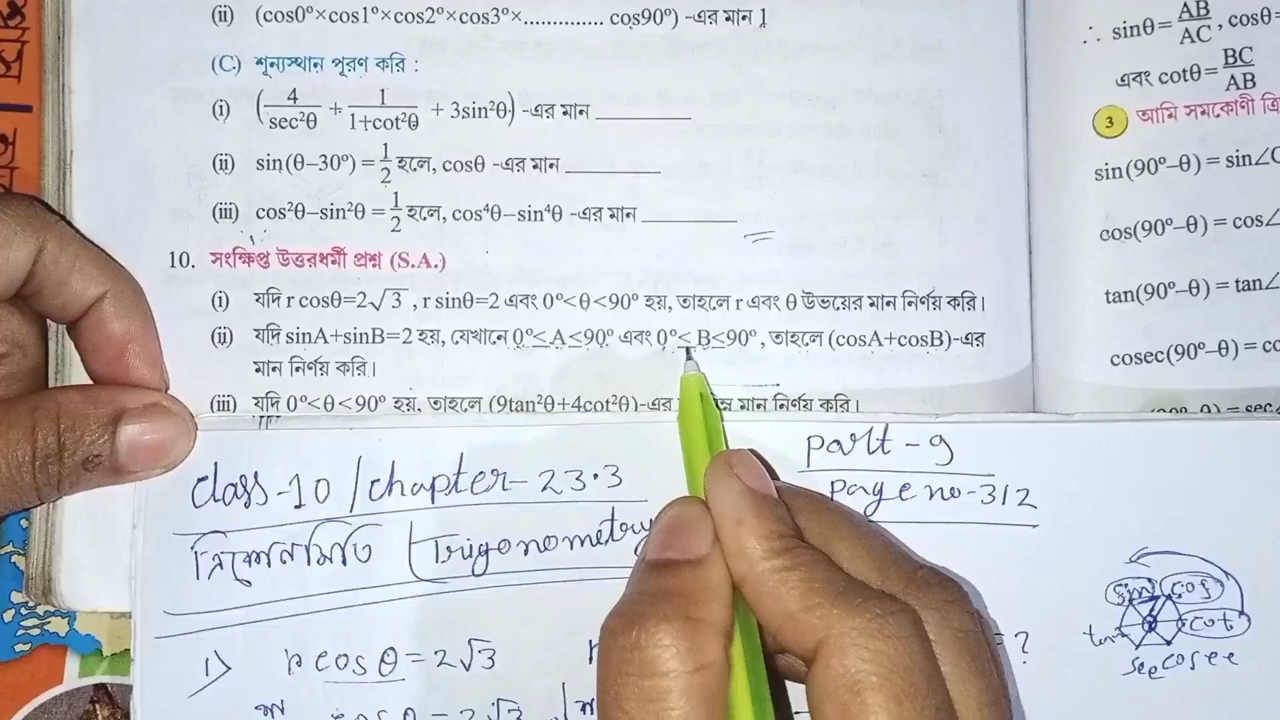 (ii) (cos0°×cos1°×cos2°×cos3°×.............. cos90°) -এর মান 1
(C) শূন্যস্থান পূরণ করি :
(i) (4/sec²θ + 1/1+cot²θ + 3sin²θ) -এর মান ________
(ii) sin(θ–30°) = 1/2 হলে, cosθ -এর মান ________
(iii) cos²θ–sin²θ = 1/2 হলে, cos⁴θ–sin⁴θ -এর মান ________
10. সংক্ষিপ্ত উত্তরধর্মী প্রশ্ন (S.A.)
(i) যদি r cosθ=2√3 , r sinθ=2 এবং 0°<θ<90° হয়, তাহলে r এবং θ উভয়ের মান নির্ণয় করি।
(ii) যদি sinA+sinB=2 হয়, যেখানে 0°≤A≤90° এবং 0°≤B≤90°, তাহলে (cosA+cosB)-এর
মান নির্ণয় করি।
(iii) যদি 0°<θ<90° হয়, তাহলে (9tan²θ+4cot²θ)-এর মান নির্ণয় করি।
∴ sinθ= AB/AC , cosθ=
এবং cotθ= BC/AB
3 আমি সমকোণী
sin(90°–θ) = sin∠
cos(90°–θ) = cos∠
tan(90°–θ) = tan∠
cosec(90°–θ) = co
class-10 / chapter-23.3
ত্রিকোনমিতি (Trigonometry
part-9
page no-312
1) r cosθ = 2√3
= ?
sin cos
tan cot
sec cosec